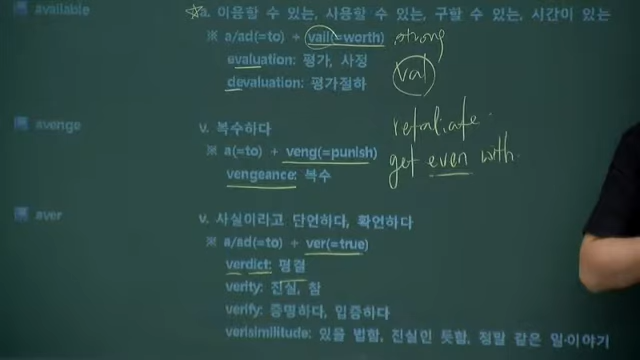 available
☆a. 이용할 수 있는, 사용할 수 있는, 구할 수 있는, 시간이 있는
※ a/ad(=to) + vail(=worth) strong
evaluation: 평가, 사정
devaluation: 평가절하
val
avenge
v. 복수하다
retaliate
※ a(=to) + veng(=punish)
get even with
vengeance: 복수
aver
v. 사실이라고 단언하다, 확언하다
※ a/ad(=to) + ver(=true)
verdict: 평결
verity: 진실, 참
verify: 증명하다, 입증하다
verisimilitude: 있을 법함, 진실인 듯함, 정말 같은 일·이야기